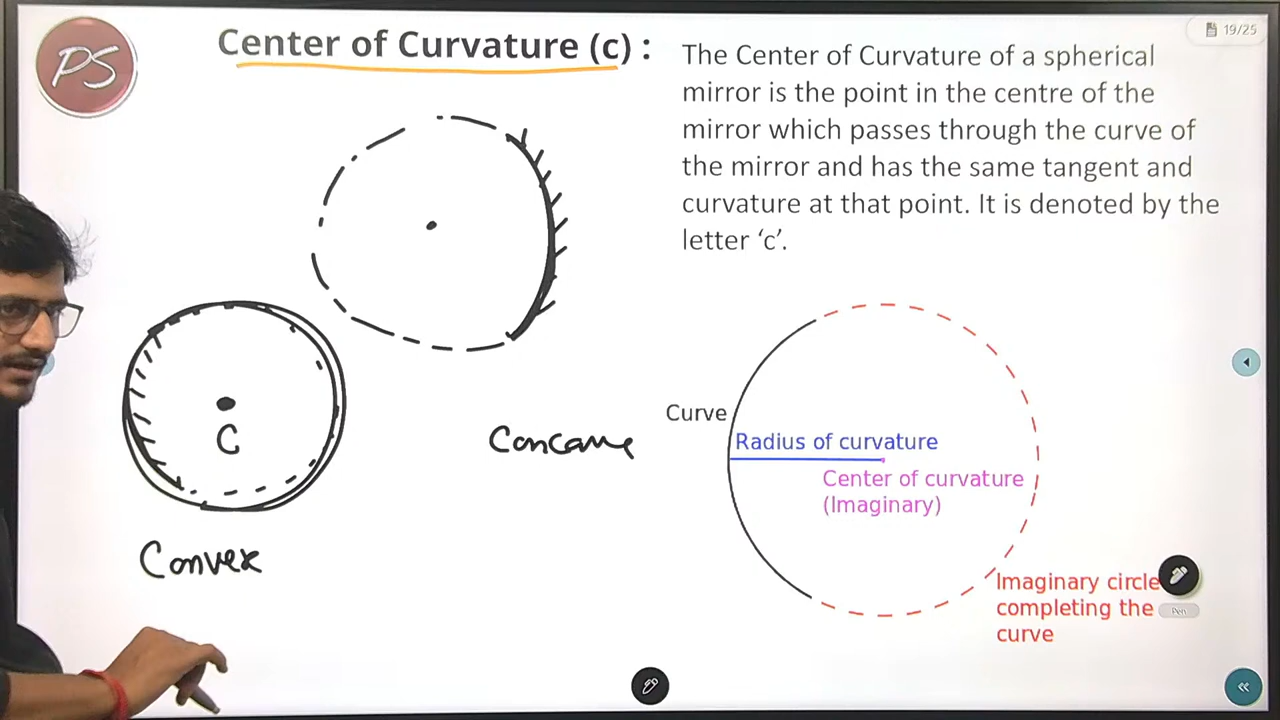 PS
Center of Curvature (c) :
The Center of Curvature of a spherical
mirror is the point in the centre of the
mirror which passes through the curve of
the mirror and has the same tangent and
curvature at that point. It is denoted by the
letter ‘c’.
19/25
C
Convex
Concave
Curve
Radius of curvature
Center of curvature
(Imaginary)
Imaginary circle
completing the
curve
Pen